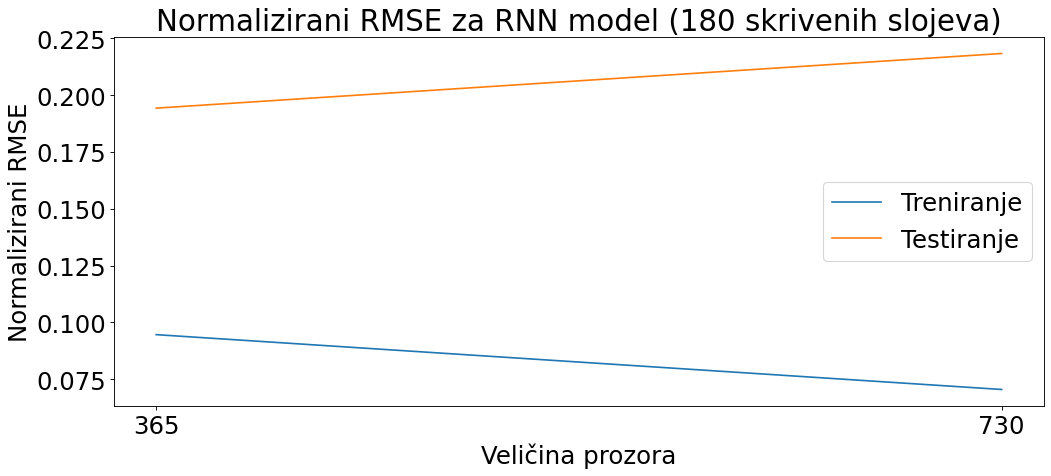 Normalizirani RMSE za RNN model (180 skrivenih slojeva)
Normalizirani RMSE
0.225
0.200
0.175
0.150
0.125
0.100
0.075
Treniranje
Testiranje
365
730
Veličina prozora